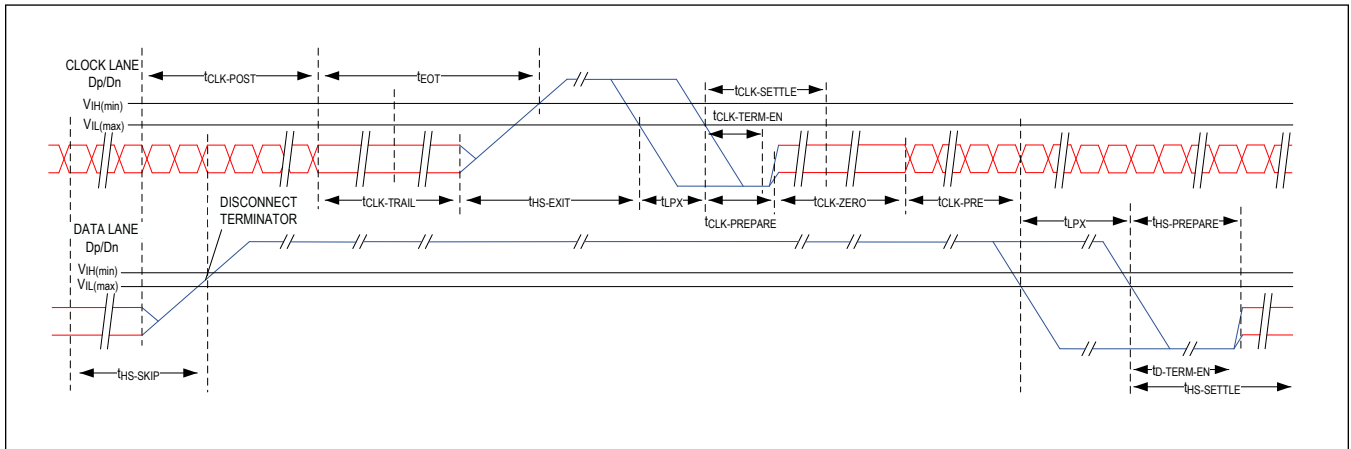 CLOCK LANE
Dp/Dn
tCLK-POST
tEOT
tCLK-SETTLE
VIH(min)
tCLK-TERM-EN
VIL(max)
DISCONNECT
TERMINATOR
tCLK-TRAIL
tHS-EXIT
tLPX
tCLK-PREPARE
tCLK-ZERO
tCLK-PRE
DATA LANE
Dp/Dn
tLPX
tHS-PREPARE
VIH(min)
VIL(max)
tHS-SKIP
tD-TERM-EN
tHS-SETTLE